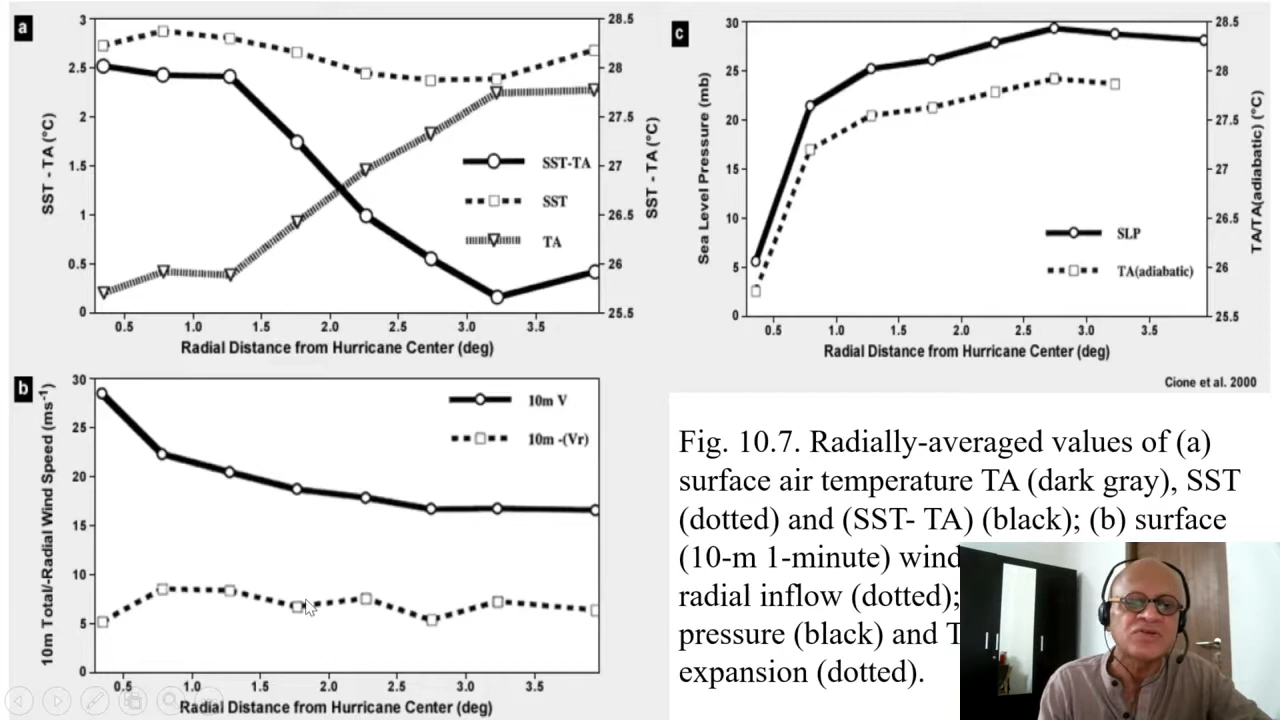 a
3
2.5
2
1.5
1
0.5
0
SST - TA (°C)
28.5
28
27.5
27
26.5
26
25.5
SST - TA (°C)
SST-TA
SST
TA
0.5 1.0 1.5 2.0 2.5 3.0 3.5
Radial Distance from Hurricane Center (deg)
c
30
25
20
15
10
5
0
Sea Level Pressure (mb)
28.5
28
27.5
27
26.5
26
25.5
TA/TA(adiabatic) (°C)
SLP
TA(adiabatic)
0.5 1.0 1.5 2.0 2.5 3.0 3.5
Radial Distance from Hurricane Center (deg)
Cione et al. 2000
b
30
25
20
15
10
5
0
10m Total/-Radial Wind Speed (ms-1)
10m V
10m -(Vr)
0.5 1.0 1.5 2.0 2.5 3.0 3.5
Radial Distance from Hurricane Center (deg)
Fig. 10.7. Radially-averaged values of (a)
surface air temperature TA (dark gray), SST
(dotted) and (SST- TA) (black); (b) surface
(10-m 1-minute) wind
radial inflow (dotted);
pressure (black) and T
expansion (dotted).